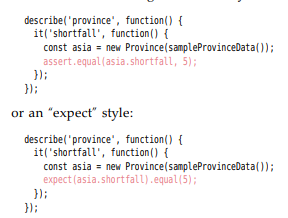 describe('province', function() {
  it('shortfall', function() {
    const asia = new Province(sampleProvinceData());
    assert.equal(asia.shortfall, 5);
  });
});
or an “expect” style:
describe('province', function() {
  it('shortfall', function() {
    const asia = new Province(sampleProvinceData());
    expect(asia.shortfall).equal(5);
  });
});